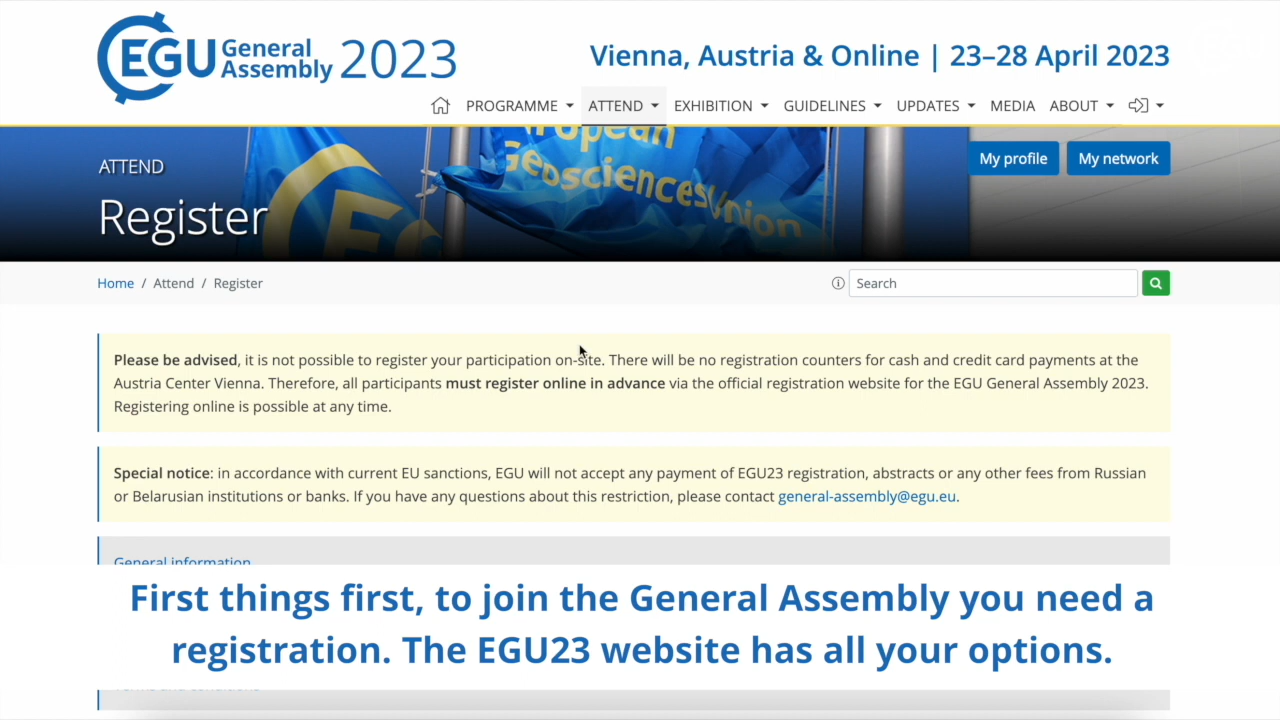 EGU General Assembly 2023
Vienna, Austria & Online | 23–28 April 2023
PROGRAMME ATTEND EXHIBITION GUIDELINES UPDATES MEDIA ABOUT
European
Geosciences Union
ATTEND
My profile My network
Register
Home / Attend / Register
Search
Please be advised, it is not possible to register your participation on-site. There will be no registration counters for cash and credit card payments at the
Austria Center Vienna. Therefore, all participants must register online in advance via the official registration website for the EGU General Assembly 2023.
Registering online is possible at any time.
Special notice: in accordance with current EU sanctions, EGU will not accept any payment of EGU23 registration, abstracts or any other fees from Russian
or Belarusian institutions or banks. If you have any questions about this restriction, please contact general-assembly@egu.eu.
General information
First things first, to join the General Assembly you need a
registration. The EGU23 website has all your options.